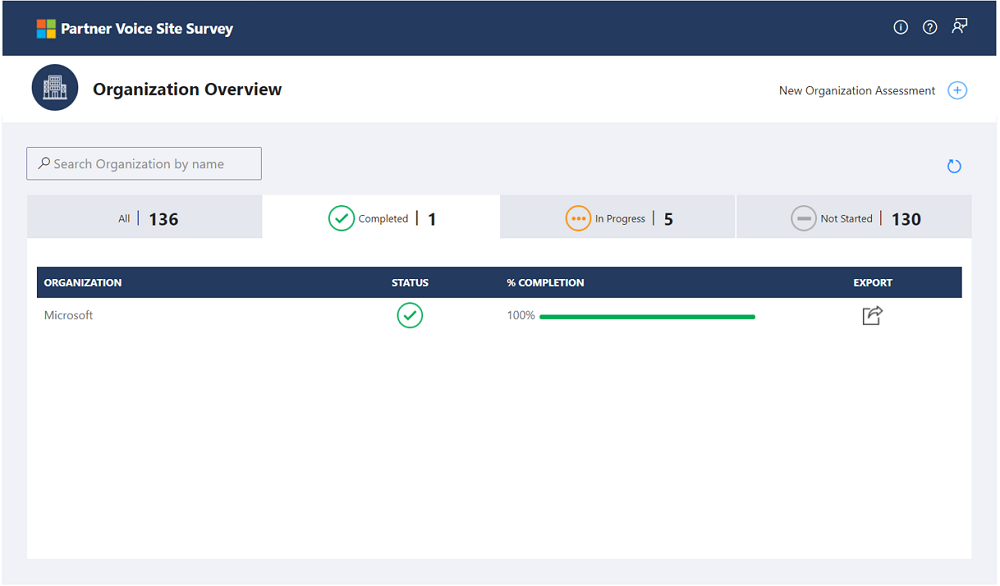 Partner Voice Site Survey
Organization Overview
New Organization Assessment
Search Organization by name
All | 136
Completed | 1
In Progress | 5
Not Started | 130
ORGANIZATION STATUS % COMPLETION EXPORT
Microsoft 100%